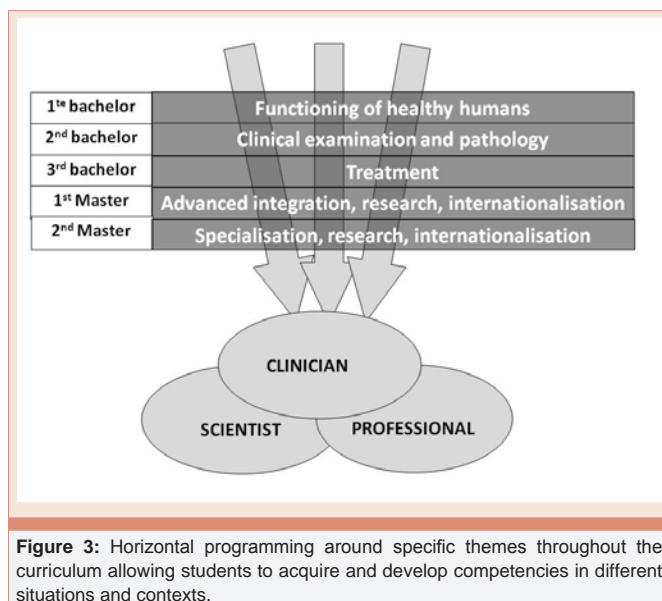 1te bachelor Functioning of healthy humans
2nd bachelor Clinical examination and pathology
3rd bachelor Treatment
1st Master Advanced integration, research, internationalisation
2nd Master Specialisation, research, internationalisation
CLINICIAN
SCIENTIST PROFESSIONAL
Figure 3: Horizontal programming around specific themes throughout the
curriculum allowing students to acquire and develop competencies in different
situations and contexts.